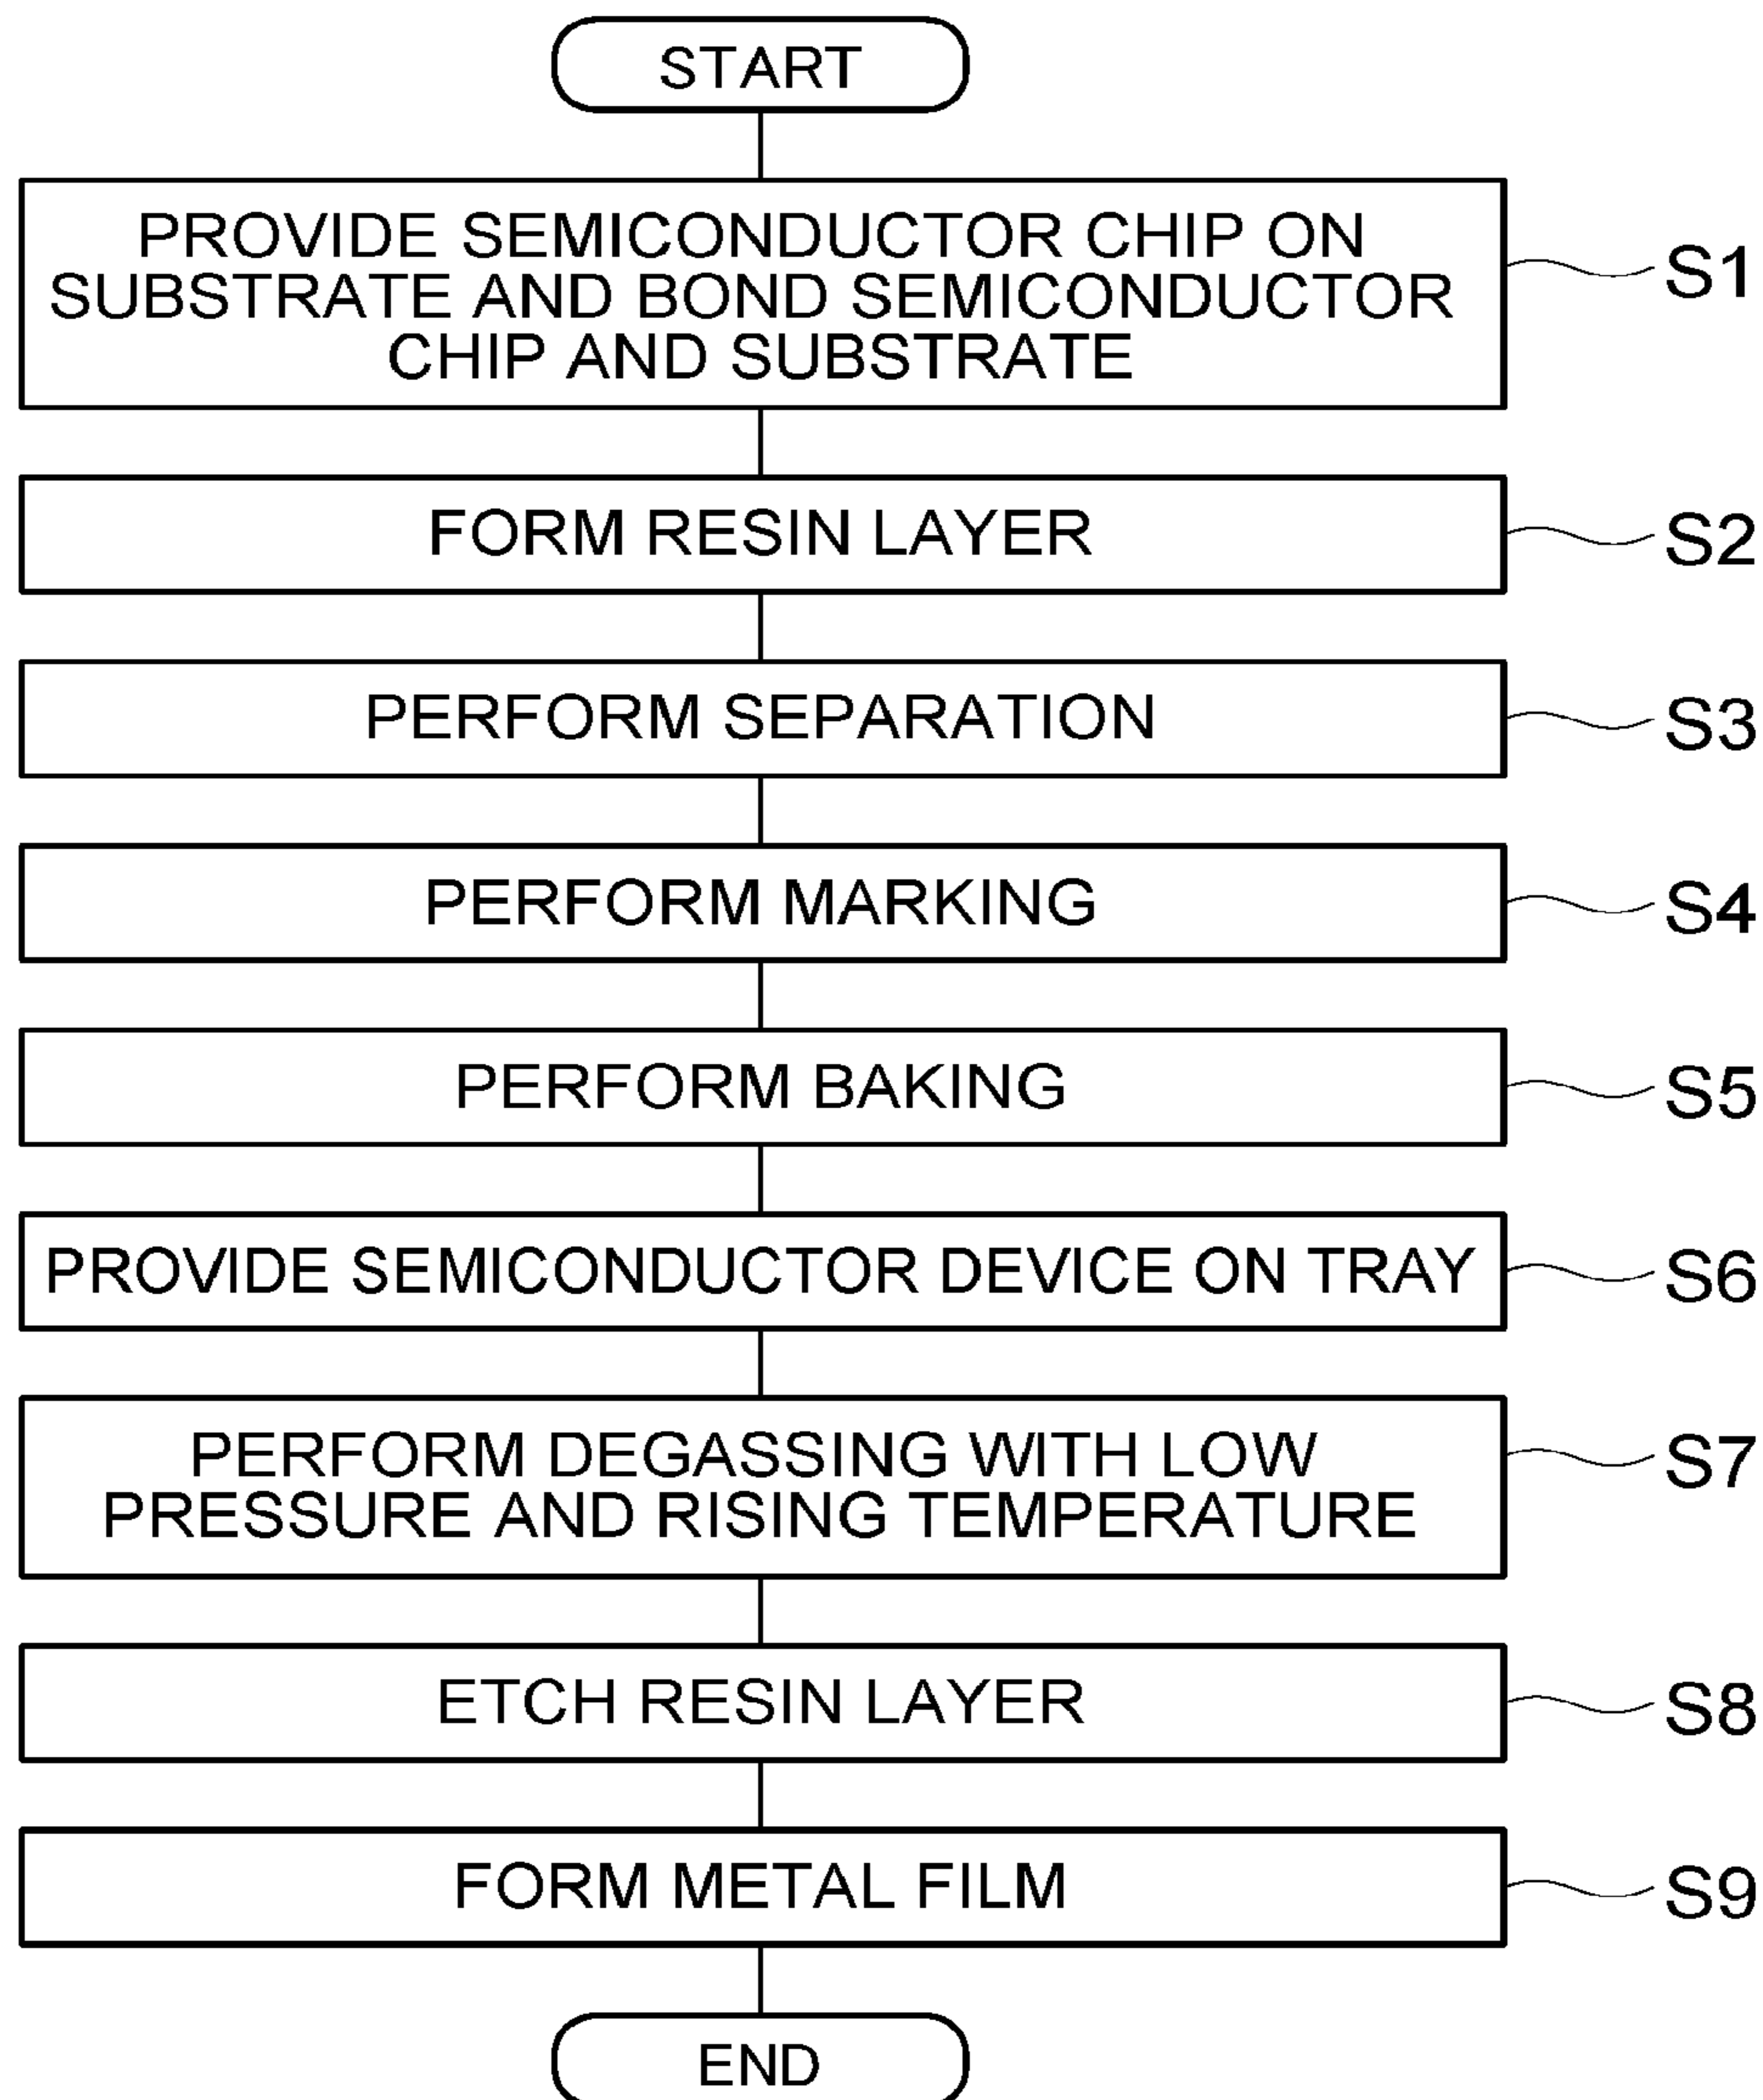 START
PROVIDE SEMICONDUCTOR CHIP ON
SUBSTRATE AND BOND SEMICONDUCTOR
CHIP AND SUBSTRATE
S1
FORM RESIN LAYER
S2
PERFORM SEPARATION
S3
PERFORM MARKING
S4
PERFORM BAKING
S5
PROVIDE SEMICONDUCTOR DEVICE ON TRAY
S6
PERFORM DEGASSING WITH LOW
PRESSURE AND RISING TEMPERATURE
S7
ETCH RESIN LAYER
S8
FORM METAL FILM
S9
END